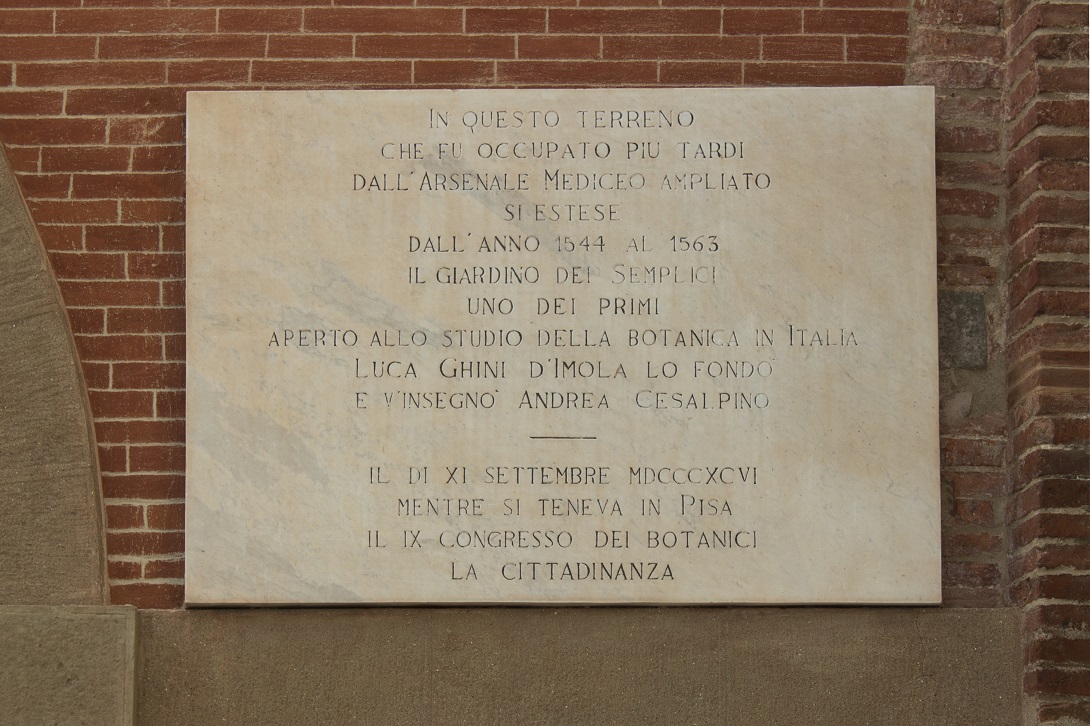 IN QUESTO TERRENO
CHE FU OCCUPATO PIU TARDI
DALL'ARSENALE MEDICEO AMPLIATO
SI ESTESE
DALL'ANNO 1544 AL 1563
IL GIARDINO DEI SEMPLICI
UNO DEI PRIMI
APERTO ALLO STUDIO DELLA BOTANICA IN ITALIA
LUCA GHINI D'IMOLA LO FONDO'
E V'INSEGNO' ANDREA CESALPINO
IL DI XI SETTEMBRE MDCCCXCVI
MENTRE SI TENEVA IN PISA
IL IX CONGRESSO DEI BOTANICI
LA CITTADINANZA